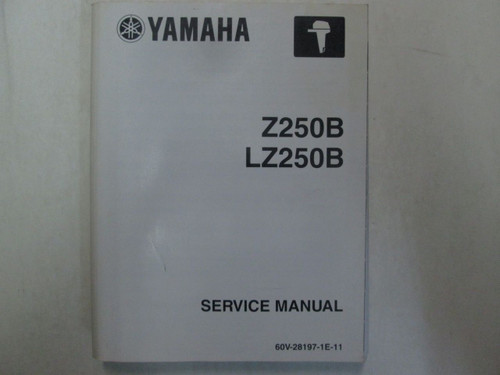 YAMAHA
Z250B
LZ250B
SERVICE MANUAL
60V-28197-1E-11